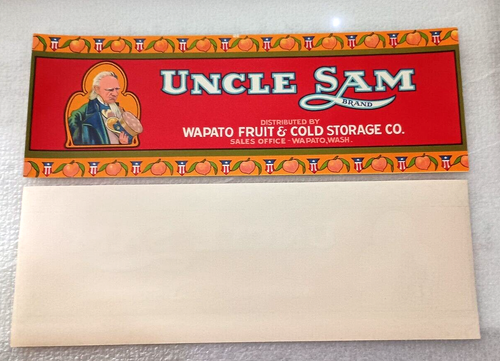 UNCLE SAM
BRAND
DISTRIBUTED BY
WAPATO FRUIT & COLD STORAGE CO.
SALES OFFICE - WAPATO, WASH.